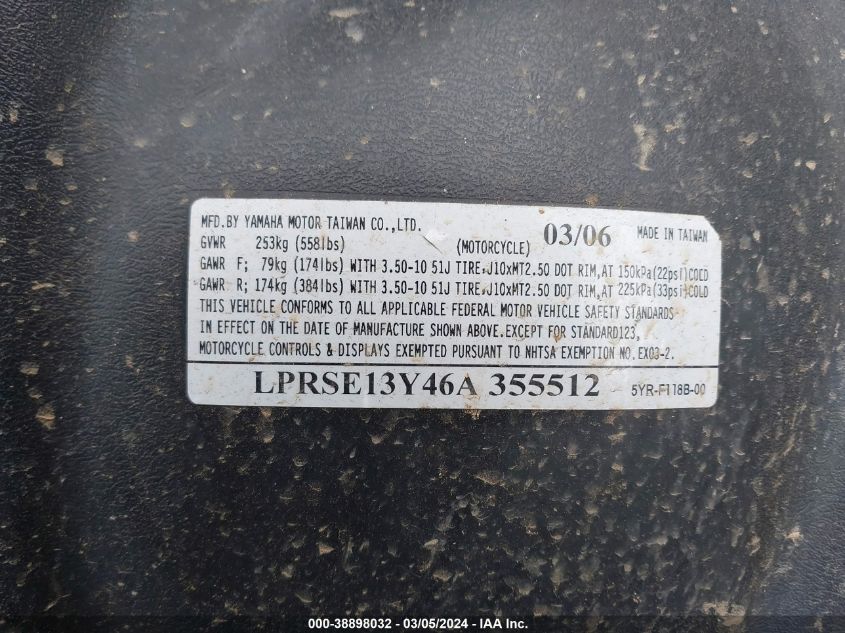 MFD.BY YAMAHA MOTOR TAIWAN CO.,LTD. 03/06 MADE IN TAIWAN
GVWR 253kg (558lbs) (MOTORCYCLE)
GAWR F; 79kg (174lbs) WITH 3.50-10 51J TIRE,J10xMT2.50 DOT RIM,AT 150kPa(22psi)COLD
GAWR R; 174kg (384lbs) WITH 3.50-10 51J TIRE,J10xMT2.50 DOT RIM,AT 225kPa(33psi)COLD
THIS VEHICLE CONFORMS TO ALL APPLICABLE FEDERAL MOTOR VEHICLE SAFETY STANDARDS
IN EFFECT ON THE DATE OF MANUFACTURE SHOWN ABOVE.EXCEPT FOR STANDARD123,
MOTORCYCLE CONTROLS & DISPLAYS EXEMPTED PURSUANT TO NHTSA EXEMPTION NO. EX03-2.
LPRSE13Y46A 355512 5YR-F118B-00
000-38898032 - 03/05/2024 - IAA Inc.